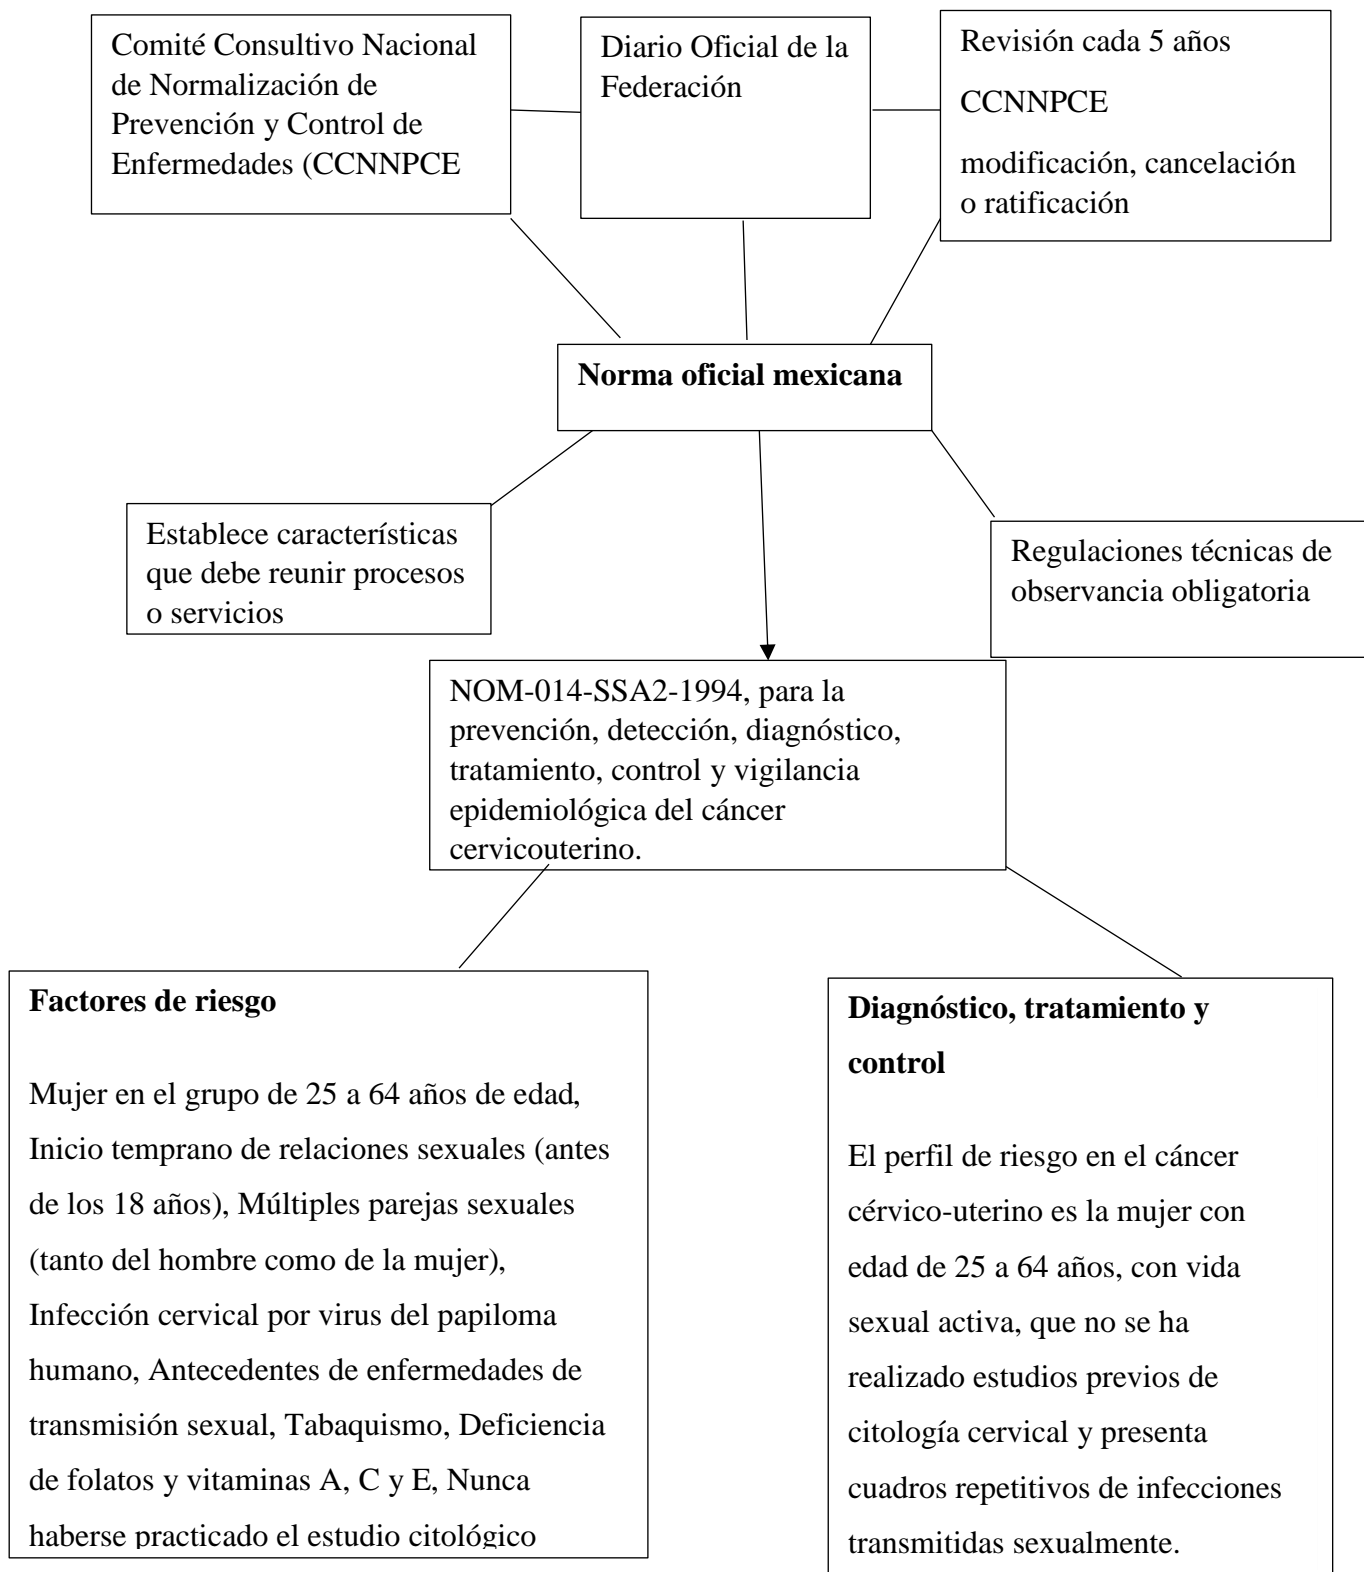 Comité Consultivo Nacional
de Normalización de
Prevención y Control de
Enfermedades (CCNNPCE
Diario Oficial de la
Federación
Revisión cada 5 años
CCNNPCE
modificación, cancelación
o ratificación
Norma oficial mexicana
Establece características
que debe reunir procesos
o servicios
Regulaciones técnicas de
observancia obligatoria
NOM-014-SSA2-1994, para la
prevención, detección, diagnóstico,
tratamiento, control y vigilancia
epidemiológica del cáncer
cervicouterino.
Factores de riesgo
Mujer en el grupo de 25 a 64 años de edad,
Inicio temprano de relaciones sexuales (antes
de los 18 años), Múltiples parejas sexuales
(tanto del hombre como de la mujer),
Infección cervical por virus del papiloma
humano, Antecedentes de enfermedades de
transmisión sexual, Tabaquismo, Deficiencia
de folatos y vitaminas A, C y E, Nunca
haberse practicado el estudio citológico
Diagnóstico, tratamiento y
control
El perfil de riesgo en el cáncer
cérvico-uterino es la mujer con
edad de 25 a 64 años, con vida
sexual activa, que no se ha
realizado estudios previos de
citología cervical y presenta
cuadros repetitivos de infecciones
transmitidas sexualmente.